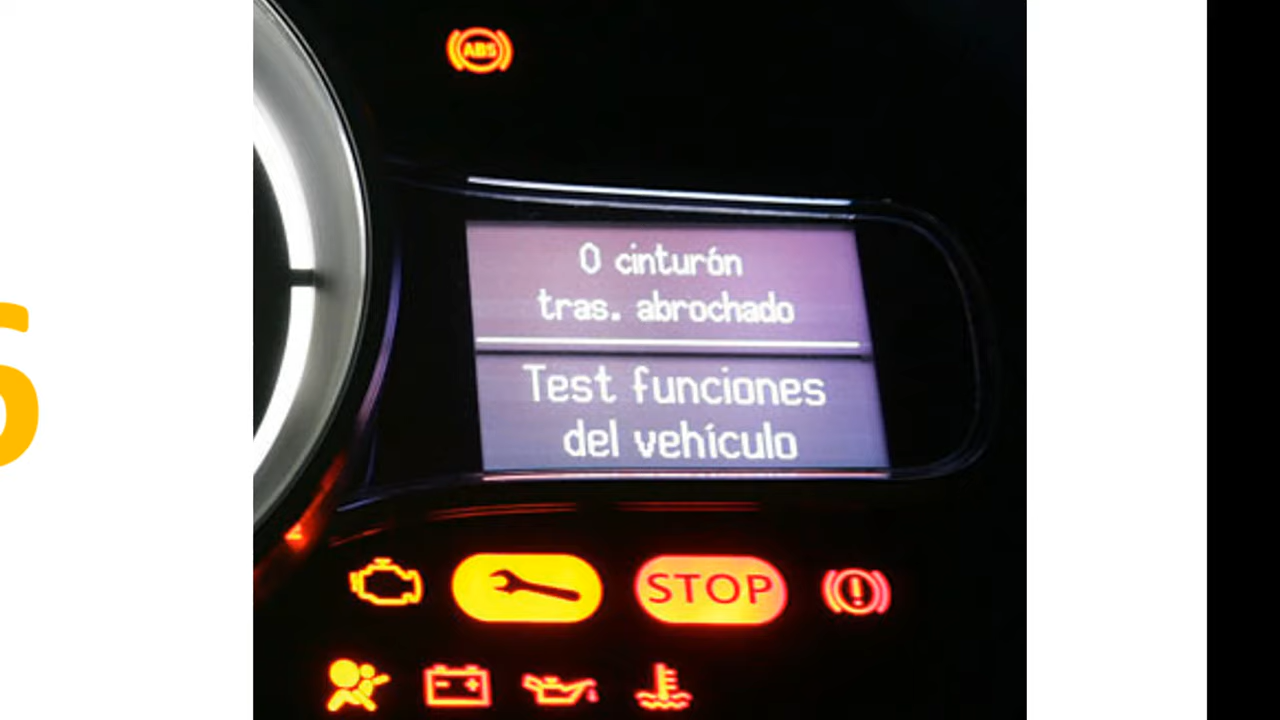 ABS
0 cinturón
tras. abrochado
Test funciones
del vehículo
STOP